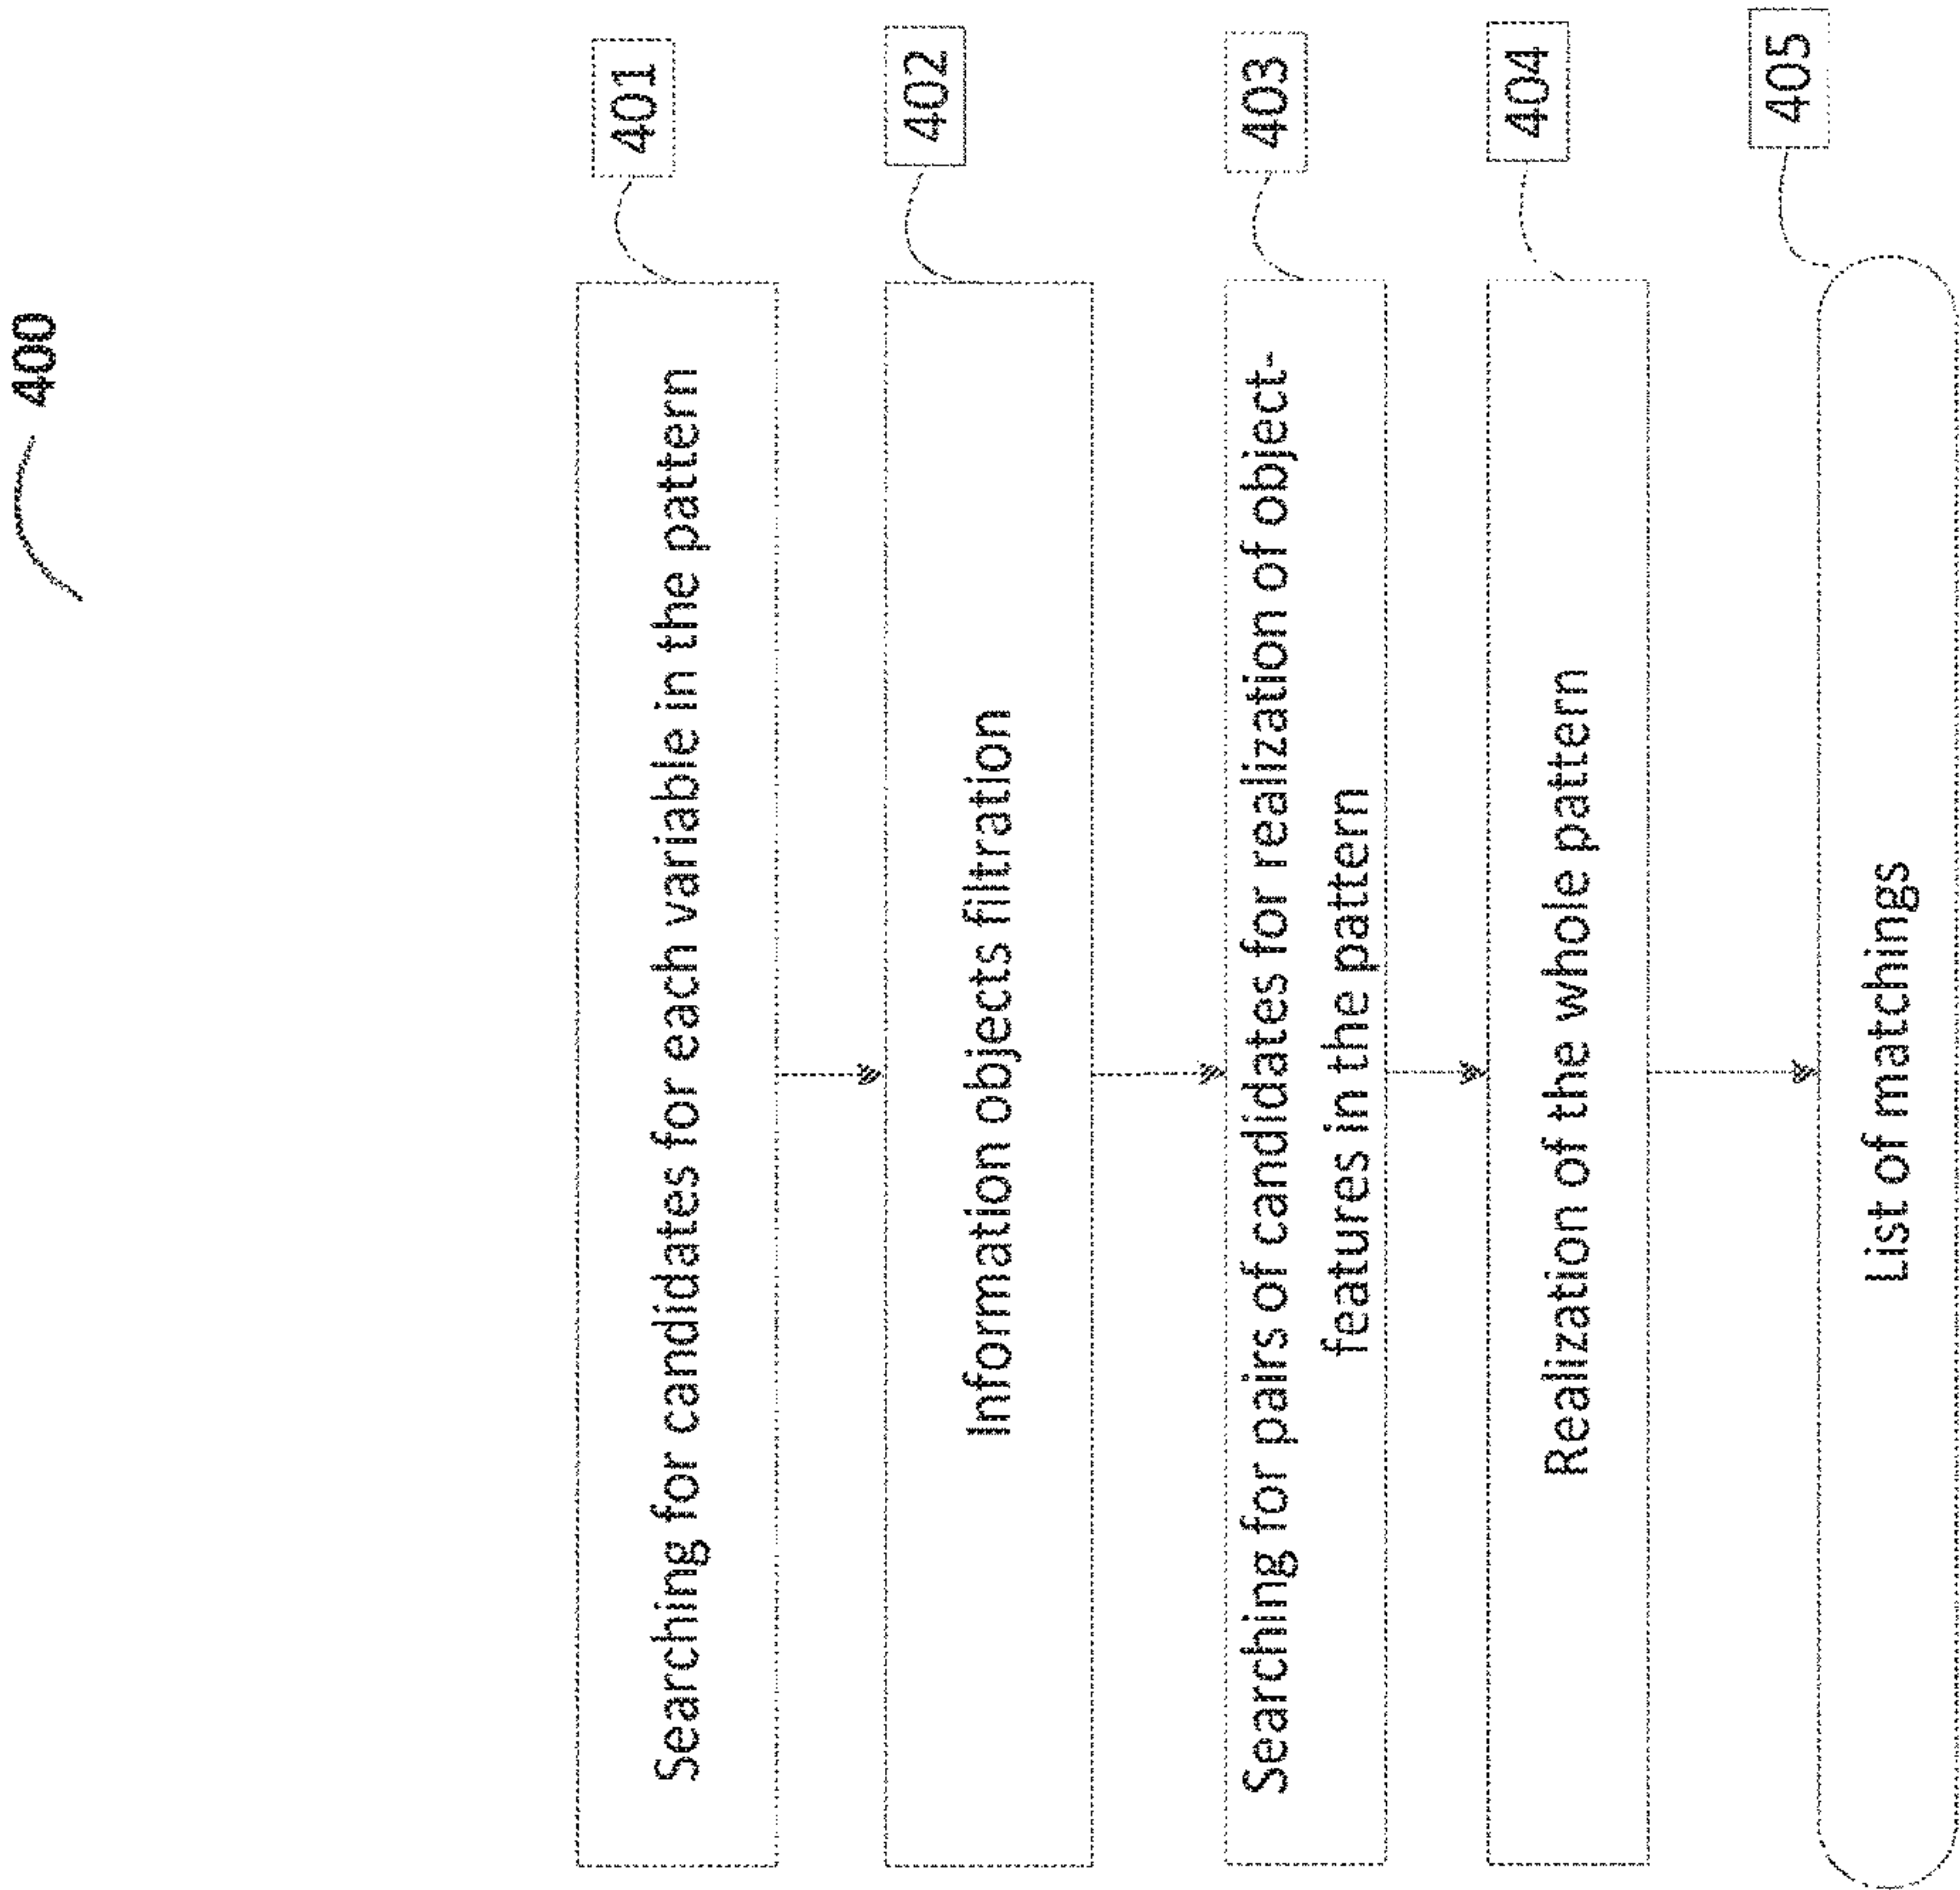 400
Searching for candidates for each variable in the pattern
401
Information objects filtration
402
Searching for pairs of candidates for realization of object-
features in the pattern
403
Realization of the whole pattern
404
List of matchings
405